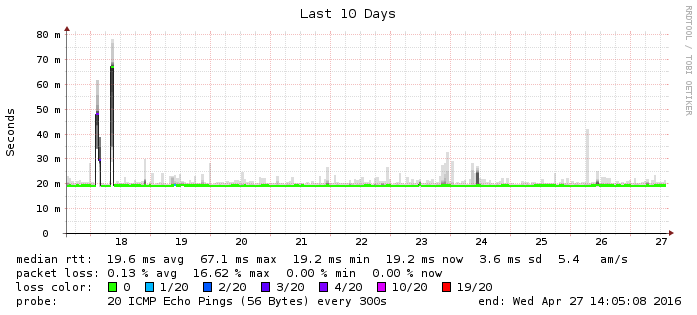 Last 10 Days
RRDTOOL / TOBI OETIKER
Seconds
80 m
70 m
60 m
50 m
40 m
30 m
20 m
10 m
0
18 19 20 21 22 23 24 25 26 27
median rtt: 19.6 ms avg 67.1 ms max 19.2 ms min 19.2 ms now 3.6 ms sd 5.4 am/s
packet loss: 0.13 % avg 16.62 % max 0.00 % min 0.00 % now
loss color: 0 1/20 2/20 3/20 4/20 10/20 19/20
probe: 20 ICMP Echo Pings (56 Bytes) every 300s end: Wed Apr 27 14:05:08 2016